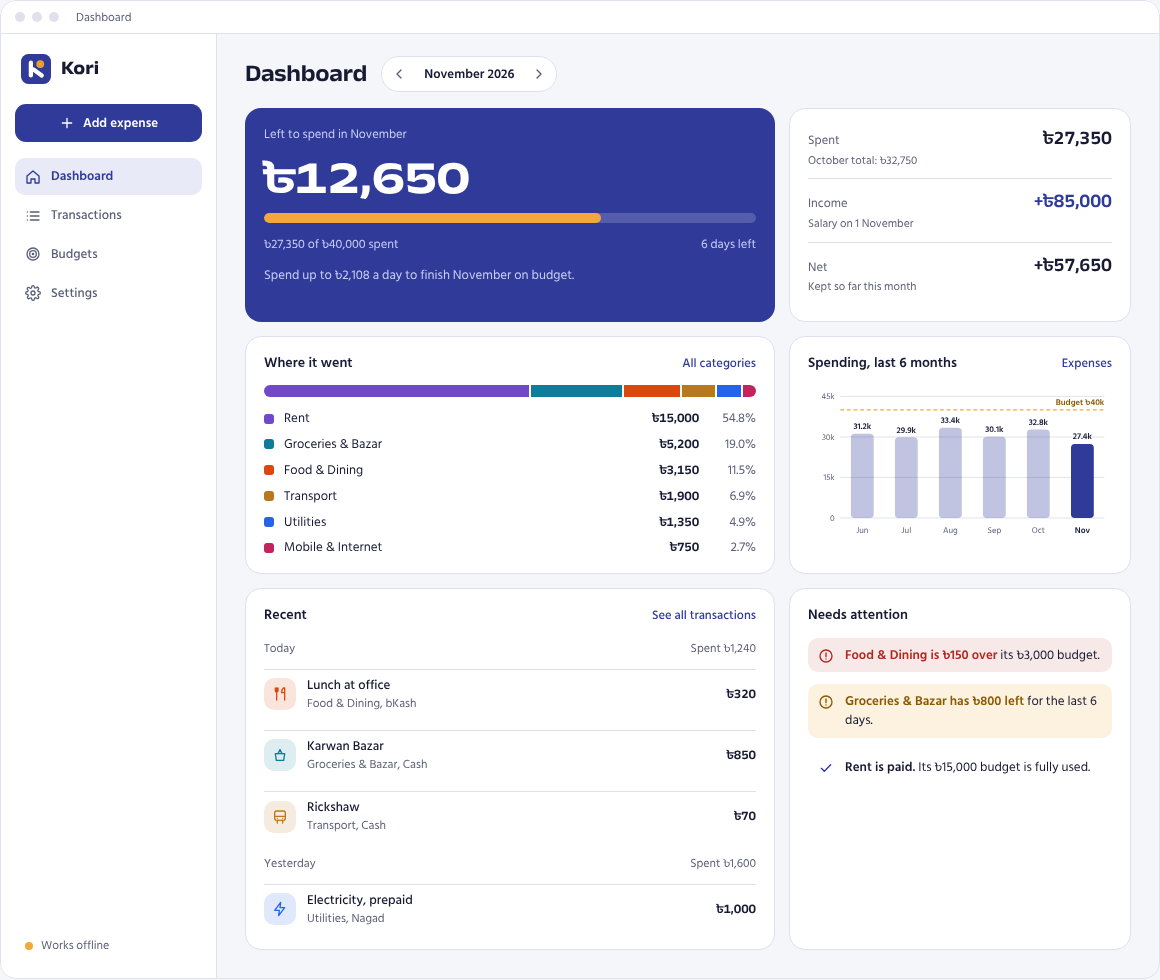 Dashboard
Kori
Add expense
Dashboard
Transactions
Budgets
Settings
Works offline
Dashboard
November 2026
Left to spend in November
৳12,650
৳27,350 of ৳40,000 spent
6 days left
Spend up to ৳2,108 a day to finish November on budget.
Spent
৳27,350
October total: ৳32,750
Income
+৳85,000
Salary on 1 November
Net
+৳57,650
Kept so far this month
Where it went
All categories
Rent ৳15,000 54.8%
Groceries & Bazar ৳5,200 19.0%
Food & Dining ৳3,150 11.5%
Transport ৳1,900 6.9%
Utilities ৳1,350 4.9%
Mobile & Internet ৳750 2.7%
Spending, last 6 months
Expenses
45k
Budget ৳40k
31.2k 29.9k 33.4k 30.1k 32.8k 27.4k
30k
15k
0
Jun Jul Aug Sep Oct Nov
Recent
See all transactions
Today
Spent ৳1,240
Lunch at office
Food & Dining, bKash
৳320
Karwan Bazar
Groceries & Bazar, Cash
৳850
Rickshaw
Transport, Cash
৳70
Yesterday
Spent ৳1,600
Electricity, prepaid
Utilities, Nagad
৳1,000
Needs attention
Food & Dining is ৳150 over its ৳3,000 budget.
Groceries & Bazar has ৳800 left for the last 6
days.
Rent is paid. Its ৳15,000 budget is fully used.